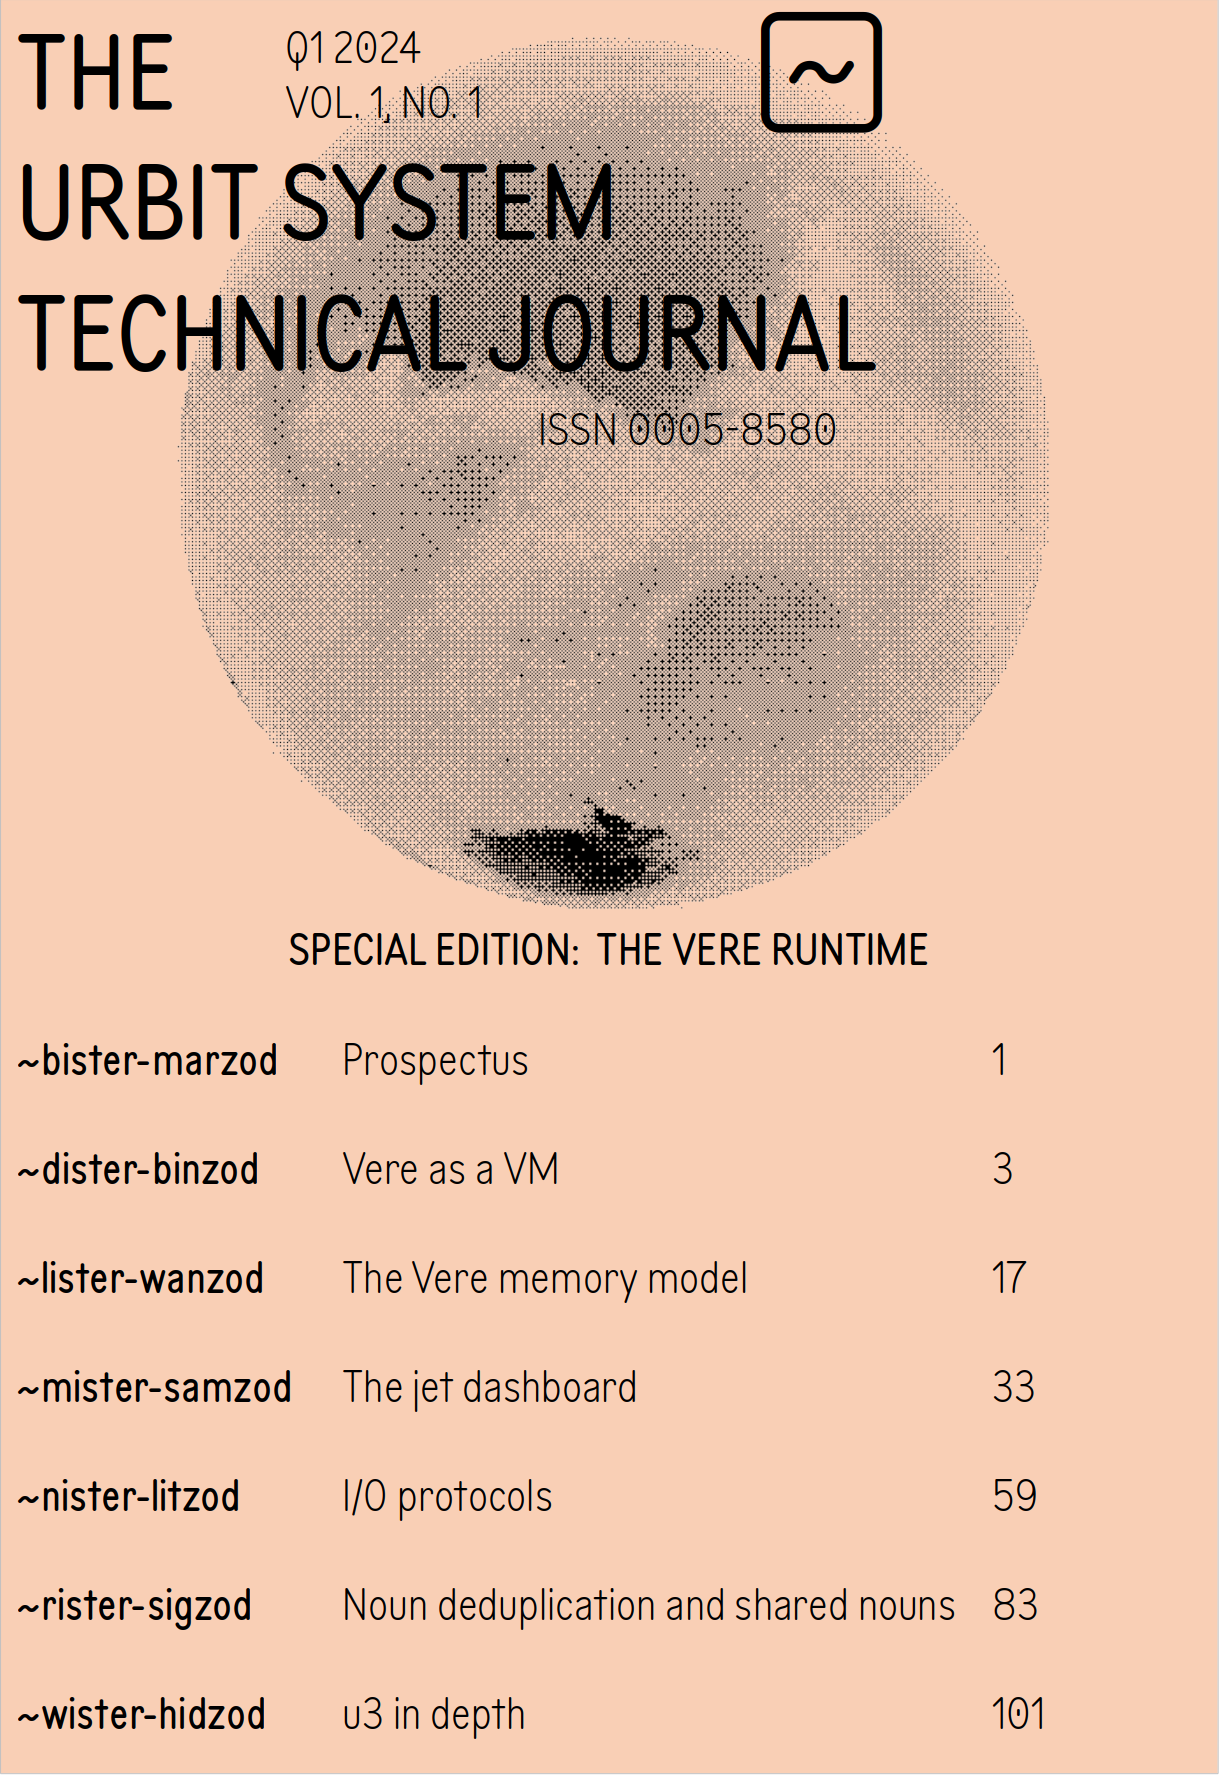 THE
Q1 2024
VOL. 1, NO. 1
~
URBIT SYSTEM
TECHNICAL JOURNAL
ISSN 0005-8580
SPECIAL EDITION: THE VERE RUNTIME
~bister-marzod Prospectus 1
~dister-binzod Vere as a VM 3
~lister-wanzod The Vere memory model 17
~mister-samzod The jet dashboard 33
~nister-litzod I/O protocols 59
~rister-sigzod Noun deduplication and shared nouns 83
~wister-hidzod u3 in depth 101